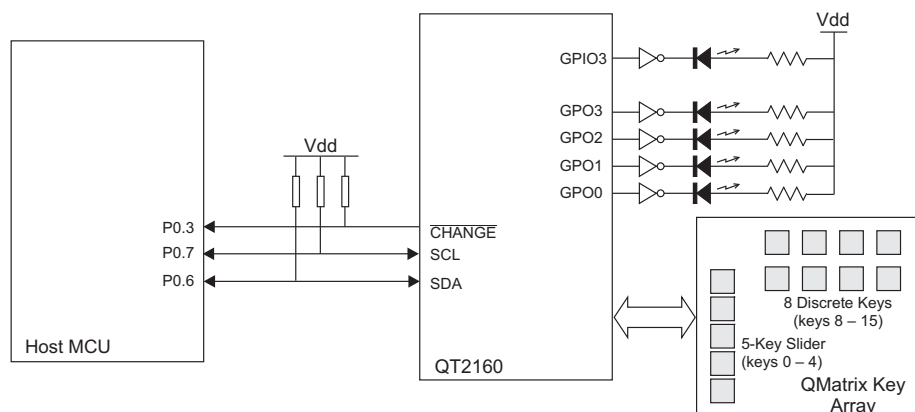 Vdd
GPIO3
GPO3
GPO2
GPO1
GPO0
Vdd
P0.3
P0.7
P0.6
CHANGE
SCL
SDA
Host MCU
QT2160
8 Discrete Keys
(keys 8 – 15)
5-Key Slider
(keys 0 – 4)
QMatrix Key
Array